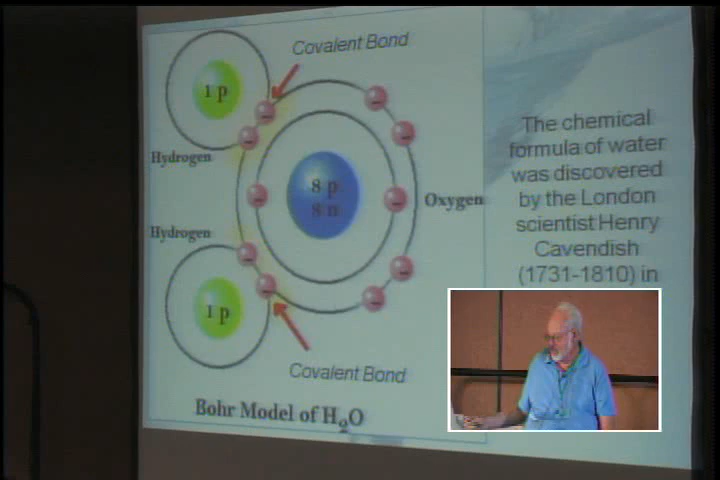 Covalent Bond
1 p
Hydrogen
8 p
8 n
Oxygen
Hydrogen
1 p
Covalent Bond
Bohr Model of H2O
The chemical
formula of water
was discovered
by the London
scientist Henry
Cavendish
(1731-1810) in